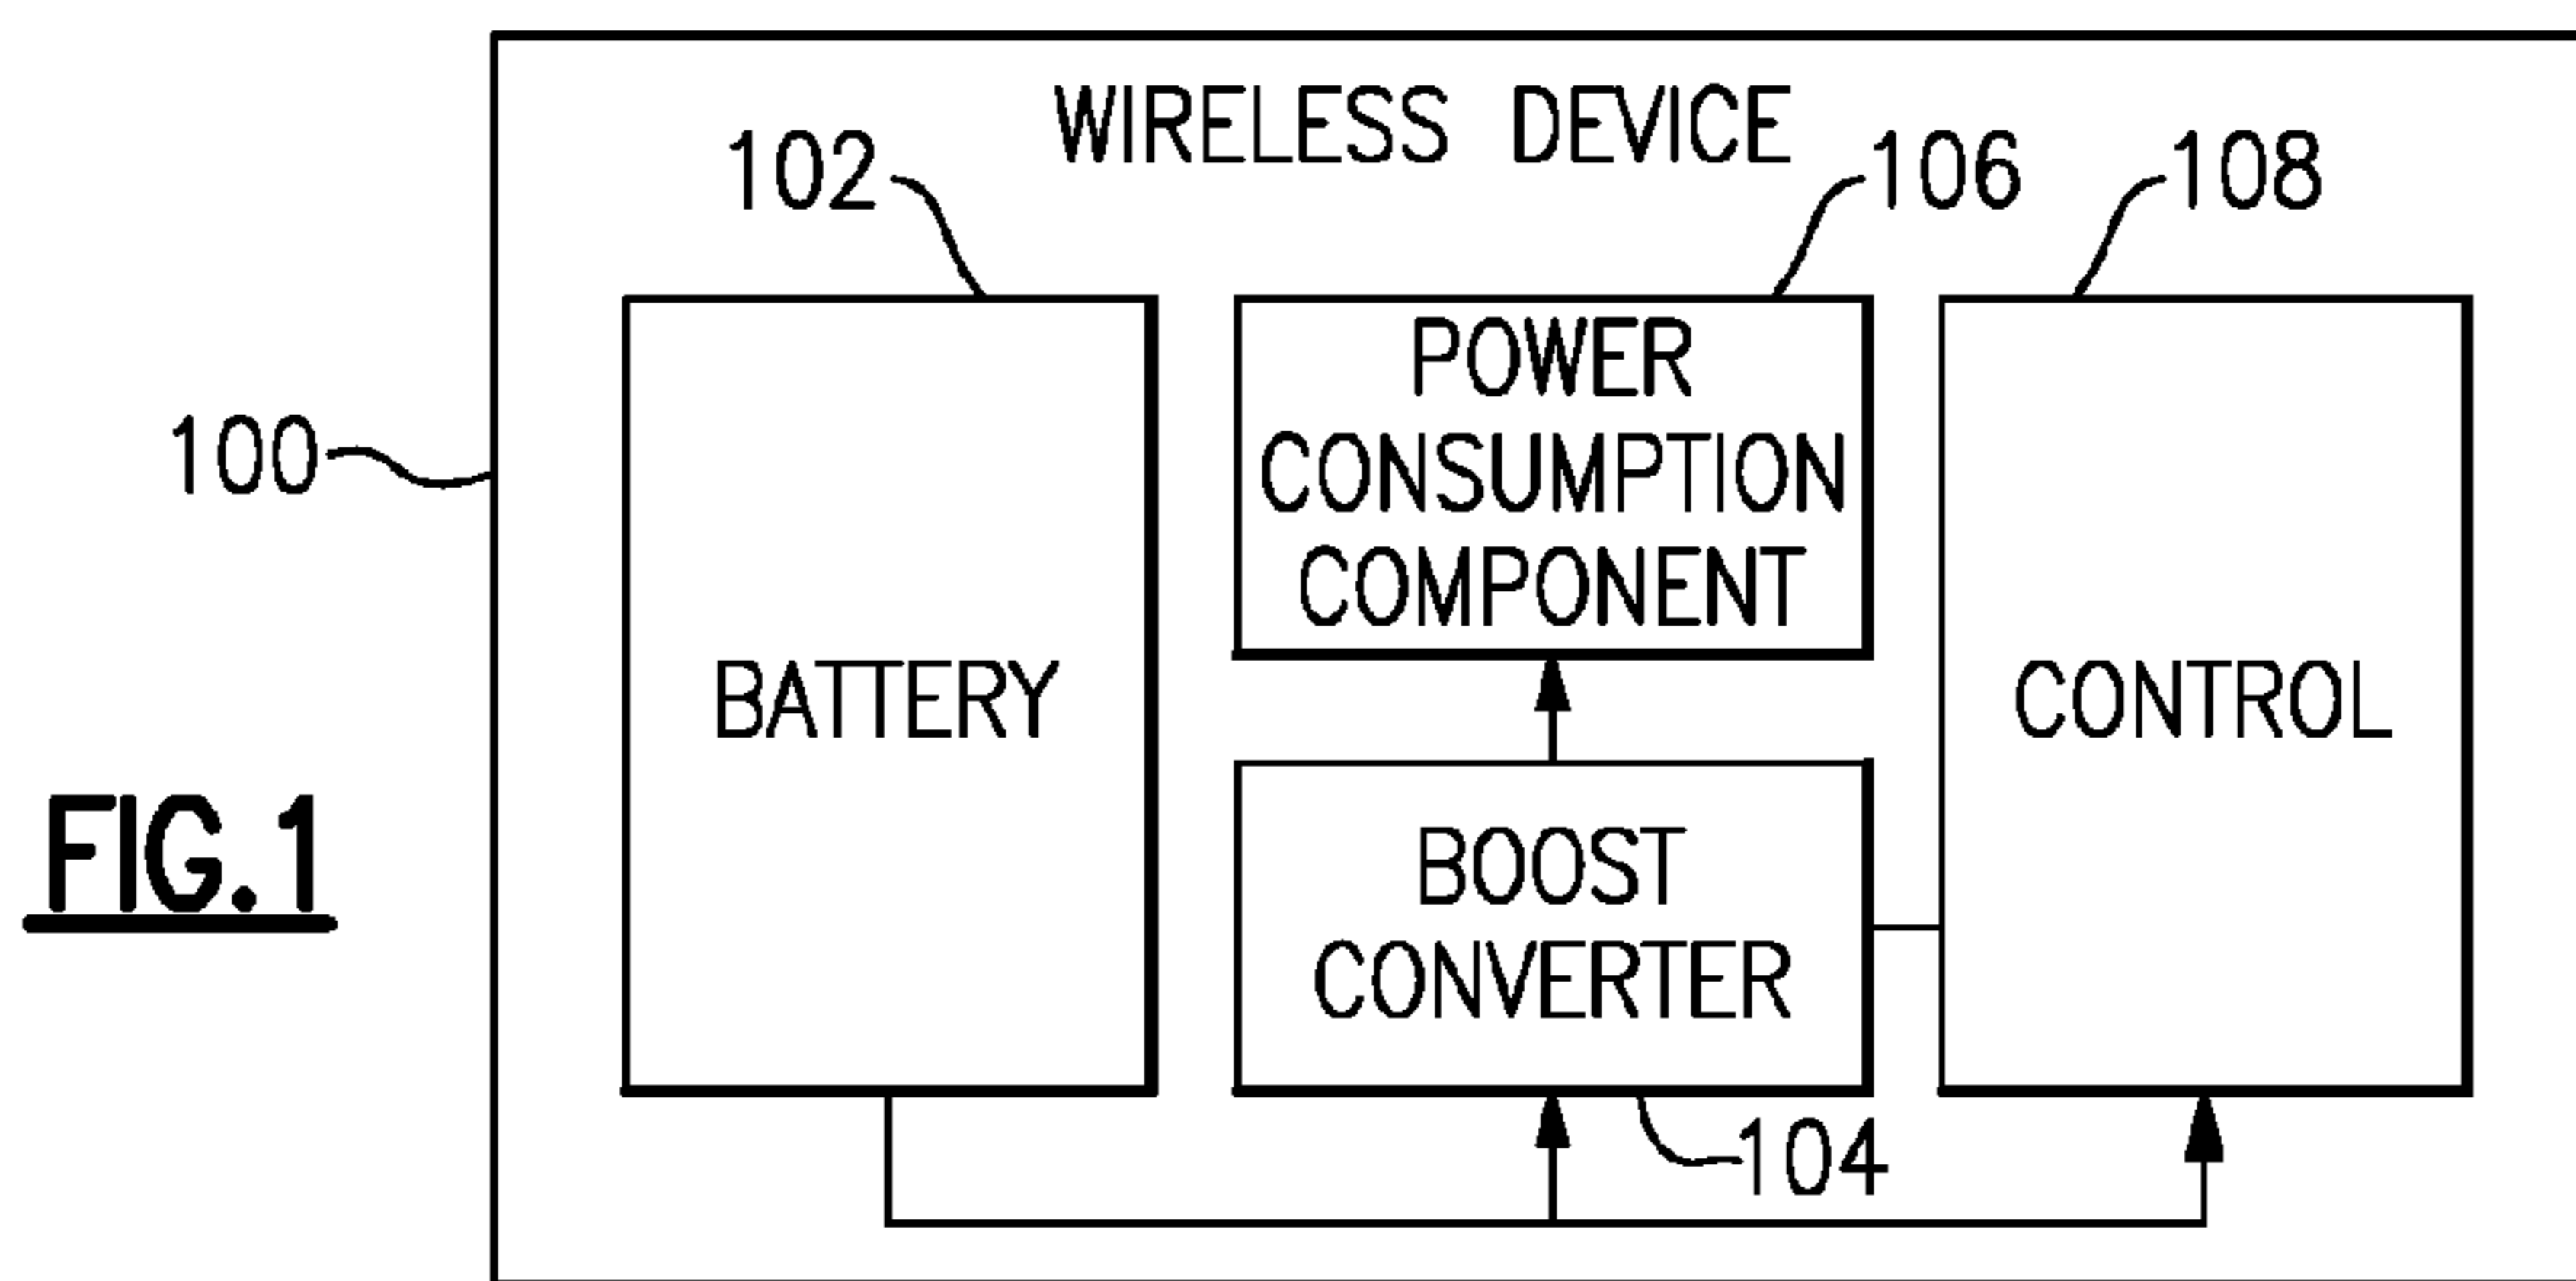 WIRELESS DEVICE
102
106
108
100
POWER
CONSUMPTION
COMPONENT
BATTERY
CONTROL
BOOST
CONVERTER
104
FIG.1